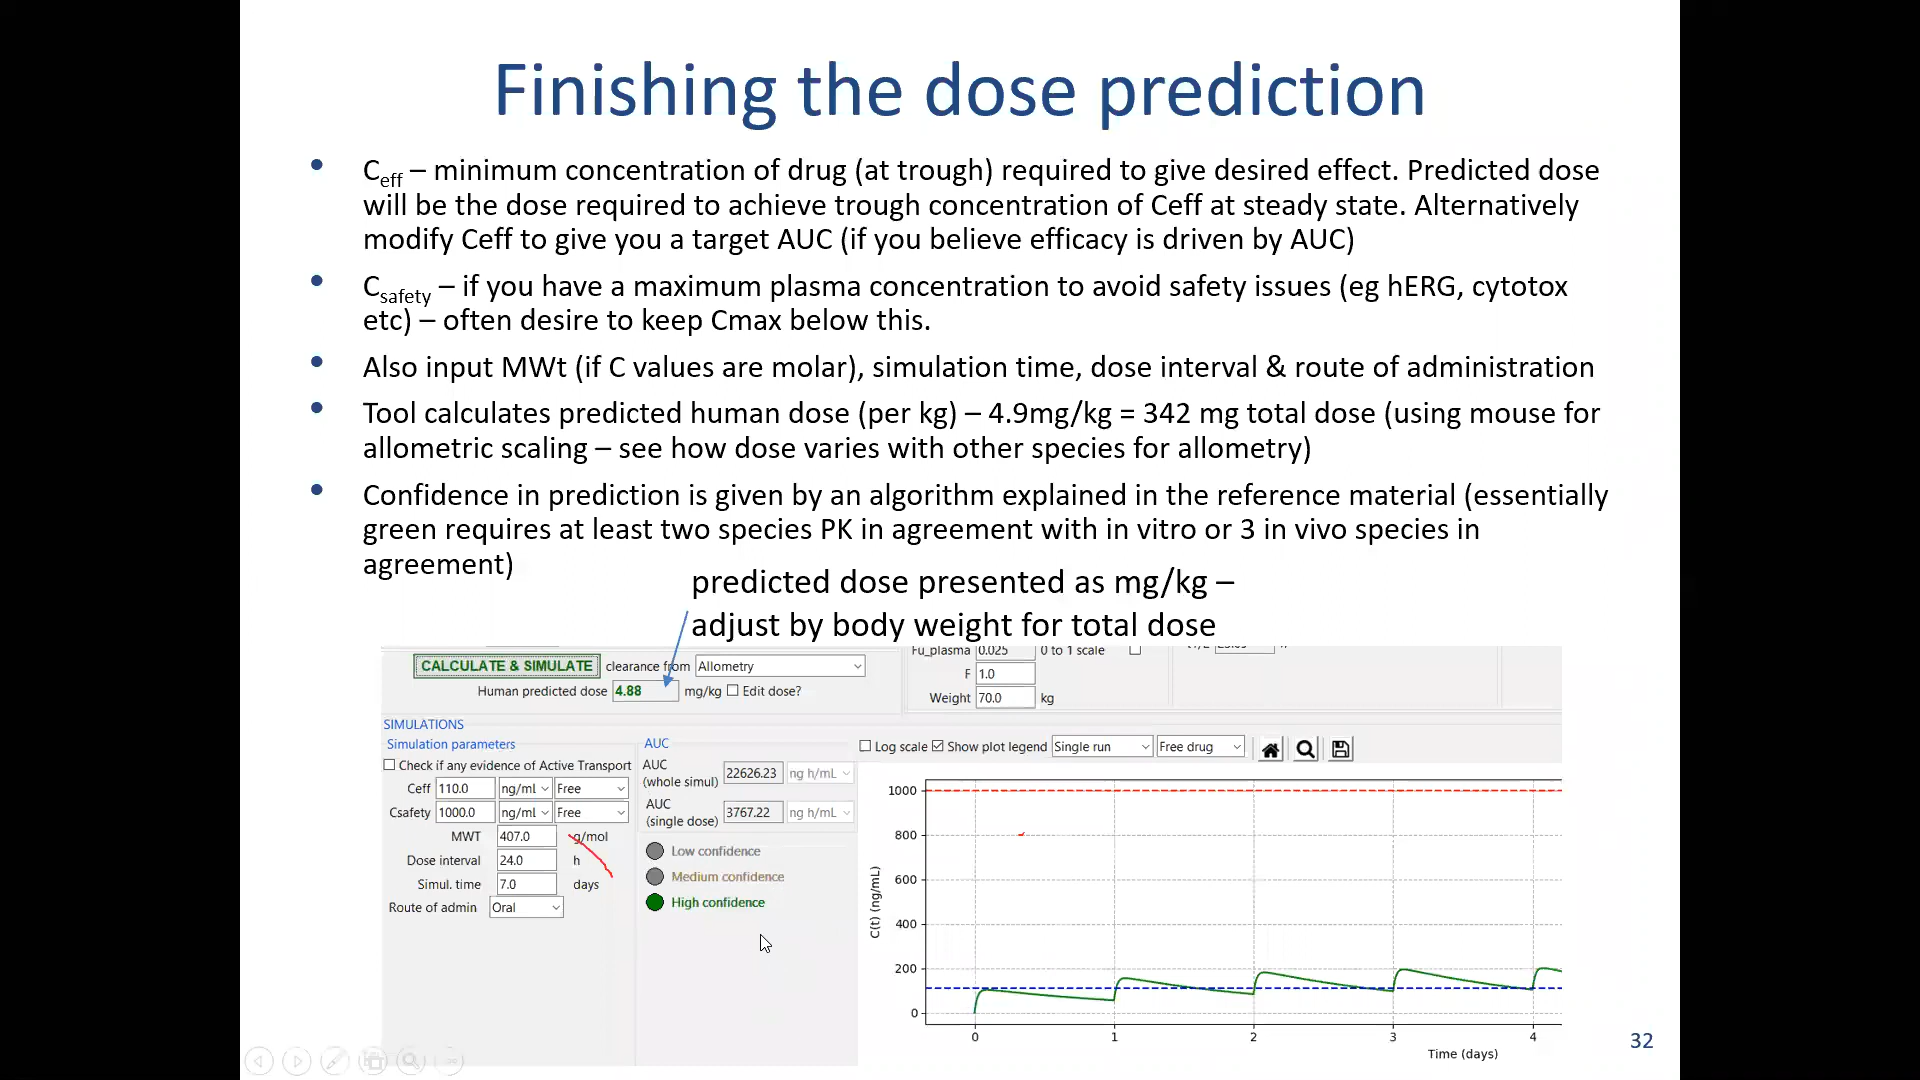 Finishing the dose prediction
• Ceff – minimum concentration of drug (at trough) required to give desired effect. Predicted dose
will be the dose required to achieve trough concentration of Ceff at steady state. Alternatively
modify Ceff to give you a target AUC (if you believe efficacy is driven by AUC)
• Csafety – if you have a maximum plasma concentration to avoid safety issues (eg hERG, cytotox
etc) – often desire to keep Cmax below this.
• Also input MWt (if C values are molar), simulation time, dose interval & route of administration
• Tool calculates predicted human dose (per kg) – 4.9mg/kg = 342 mg total dose (using mouse for
allometric scaling – see how dose varies with other species for allometry)
• Confidence in prediction is given by an algorithm explained in the reference material (essentially
green requires at least two species PK in agreement with in vitro or 3 in vivo species in
agreement)
predicted dose presented as mg/kg –
adjust by body weight for total dose
CALCULATE & SIMULATE clearance from Allometry
Human predicted dose 4.88 mg/kg Edit dose?
Fu_plasma 0.025 0 to 1 scale
F 1.0
Weight 70.0 kg
SIMULATIONS
Simulation parameters
Check if any evidence of Active Transport
Ceff 110.0 ng/ml Free
Csafety 1000.0 ng/ml Free
MWT 407.0 g/mol
Dose interval 24.0 h
Simul. time 7.0 days
Route of admin Oral
AUC
AUC
(whole simul) 22626.23 ng h/mL
AUC
(single dose) 3767.22 ng h/mL
Low confidence
Medium confidence
High confidence
Log scale Show plot legend Single run Free drug
C(t) (ng/mL)
1000
800
600
400
200
0
0 1 2 3 4
Time (days)
32